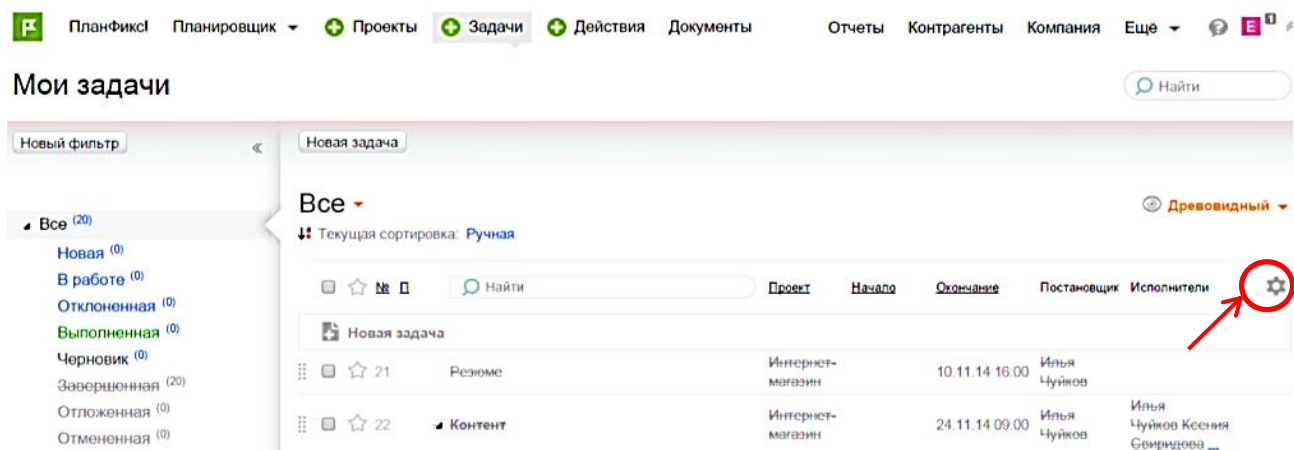 ПланФиксl Планировщик Проекты Задачи Действия Документы Отчеты Контрагенты Компания Ещё ? E 1
Мои задачи
Найти
Новый фильтр « Новая задача
Все
Древовидный
Все (20)
Текущая сортировка: Ручная
Новая (0)
В работе (0)
№ П Найти Проект Начало Окончание Постановщик Исполнители
Отклоненная (0)
Выполненная (0)
Новая задача
Черновик (0)
Завершенная (20)
Отложенная (0)
Отмененная (0)
21 Резюме Интернет-
магазин 10.11.14 16:00 Илья
Чуйков
22 Контент Интернет-
магазин 24.11.14 09:00 Илья
Чуйков Илья
Чуйков Ксения
Свиридова ...